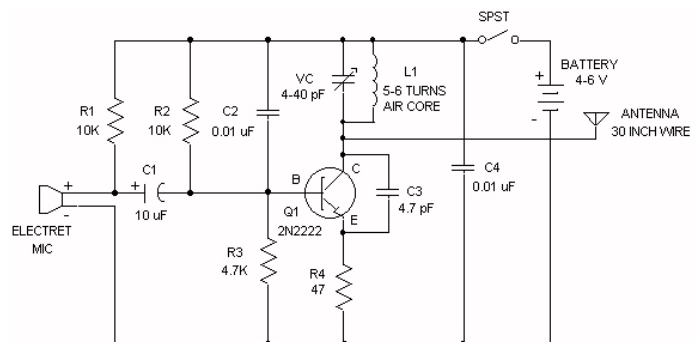 SPST
BATTERY
4-6 V
+
-
VC
4-40 pF
L1
5-6 TURNS
AIR CORE
ANTENNA
30 INCH WIRE
R1
10K
R2
10K
C2
0.01 uF
C1
+
10 uF
+
-
ELECTRET
MIC
B
C
E
Q1
2N2222
C3
4.7 pF
C4
0.01 uF
R3
4.7K
R4
47